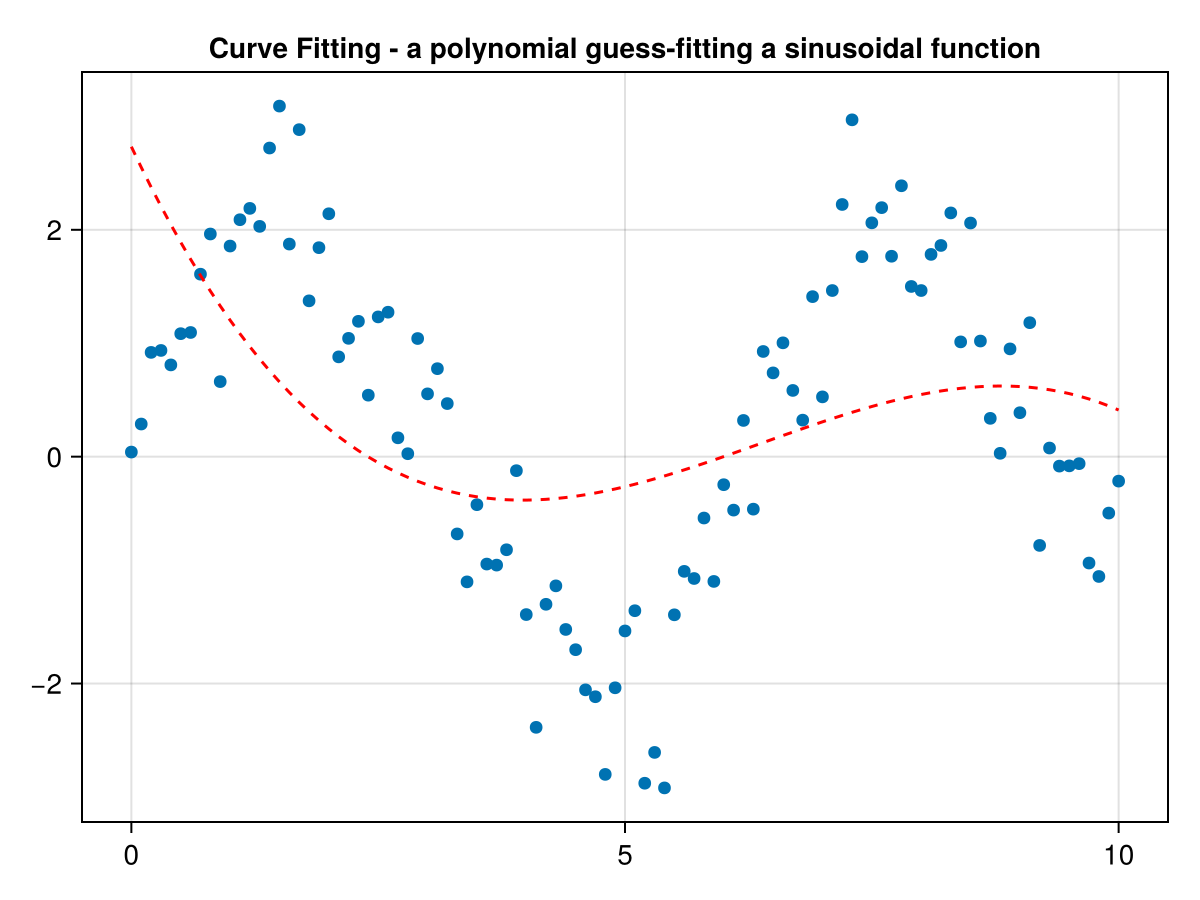 Curve Fitting - a polynomial guess-fitting a sinusoidal function
2
0
−2
0 5 10